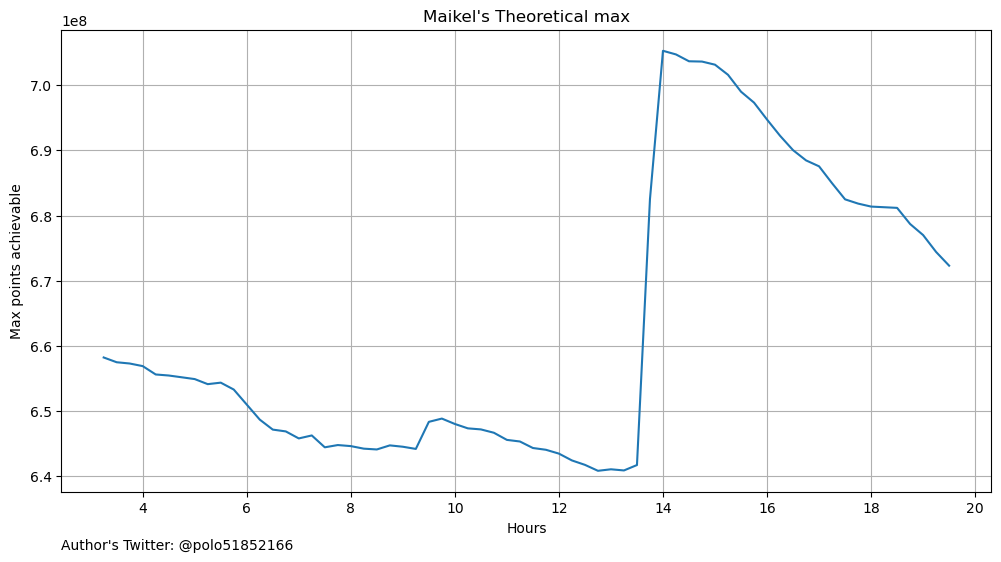 Maikel's Theoretical max
1e8
7.0
6.9
6.8
6.7
6.6
6.5
6.4
Max points achievable
4 6 8 10 12 14 16 18 20
Hours
Author's Twitter: @polo51852166